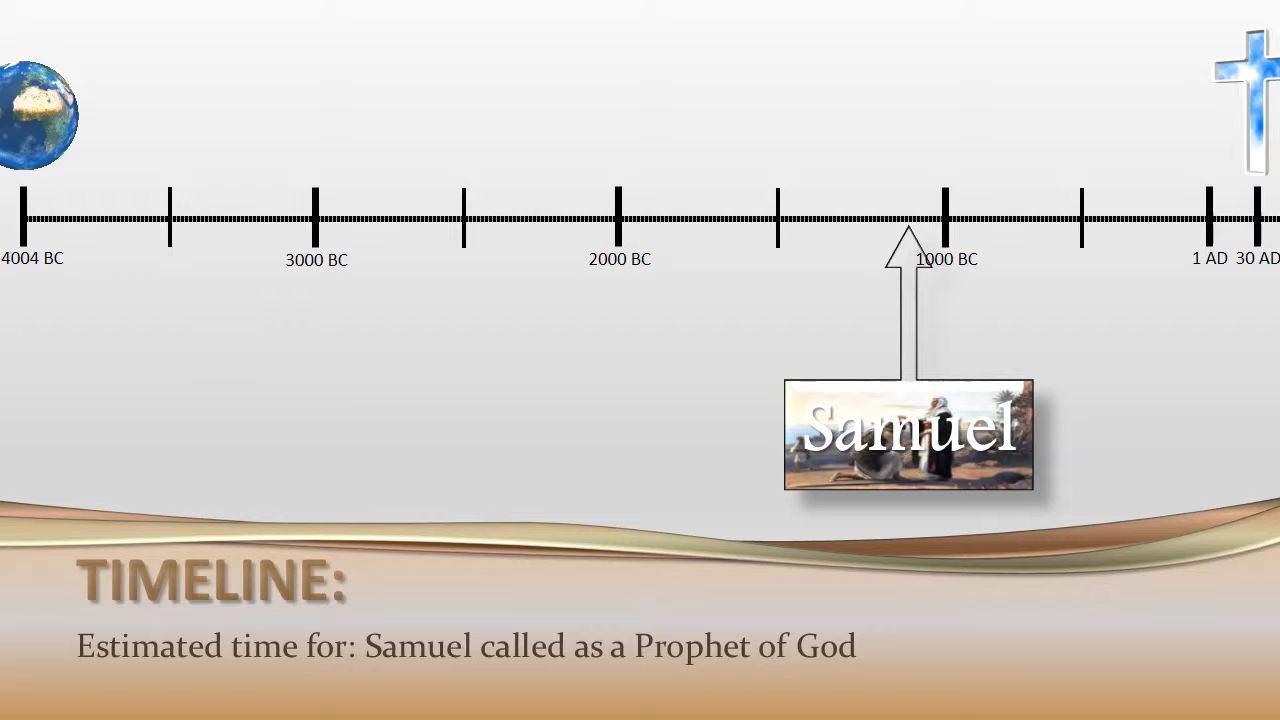 4004 BC
3000 BC
2000 BC
1000 BC
1 AD
30 AD
Samuel
TIMELINE:
Estimated time for: Samuel called as a Prophet of God